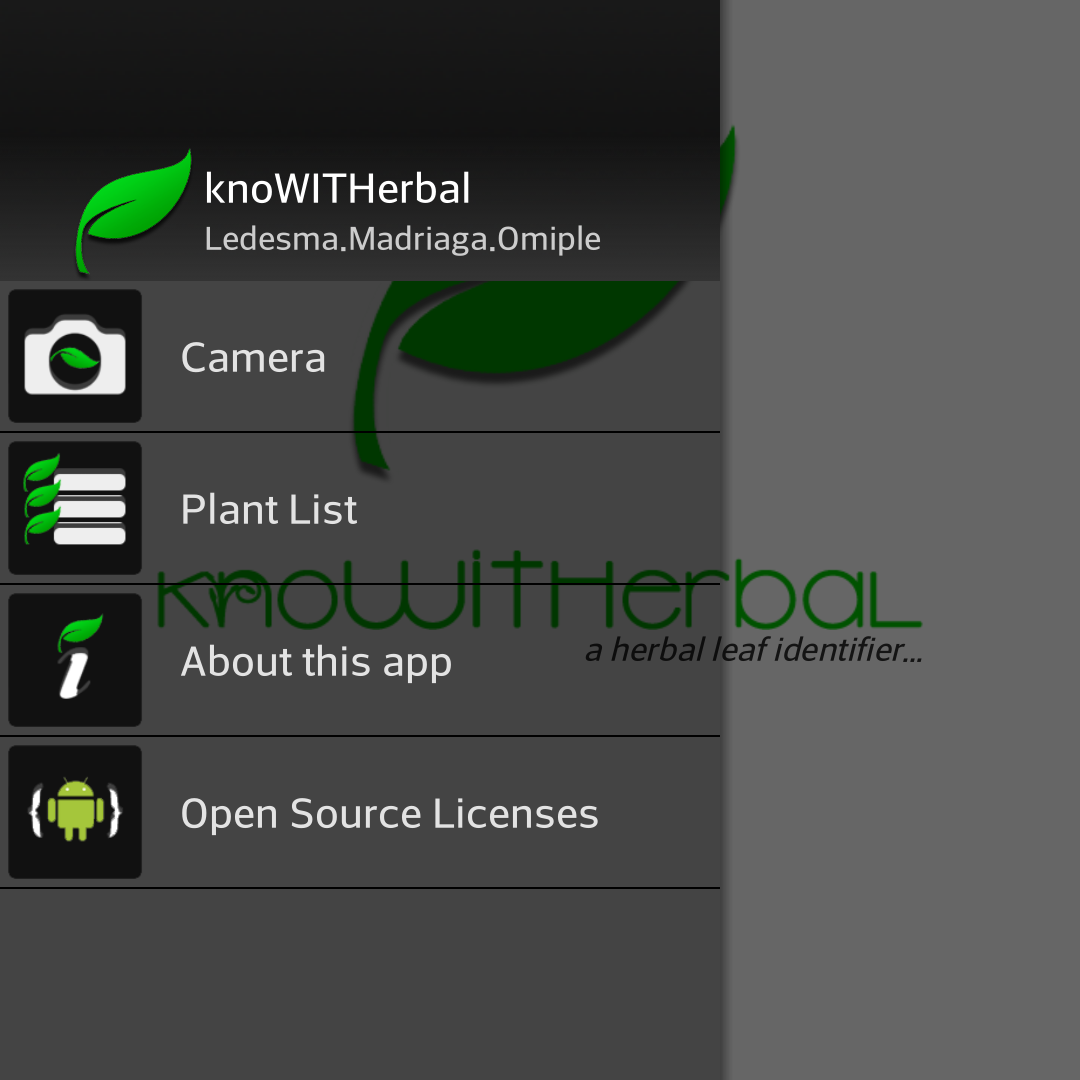 knoWITHerbal
Ledesma.Madriaga.Omiple
Camera
Plant List
knoWiTHerbaL
a herbal leaf identifier...
About this app
Open Source Licenses